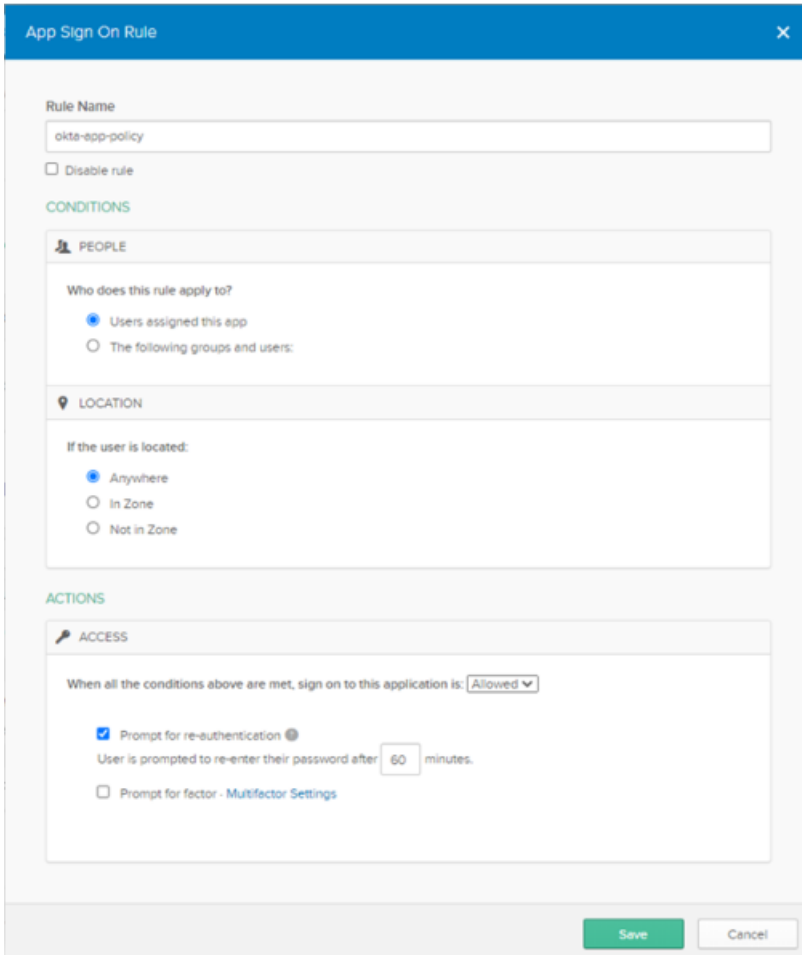 App Sign On Rule
Rule Name
okta-app-policy
Disable rule
CONDITIONS
PEOPLE
Who does this rule apply to?
Users assigned this app
The following groups and users:
LOCATION
If the user is located:
Anywhere
In Zone
Not in Zone
ACTIONS
ACCESS
When all the conditions above are met, sign on to this application is: Allowed
Prompt for re-authentication
User is prompted to re-enter their password after 60 minutes.
Prompt for factor - Multifactor Settings
Save Cancel